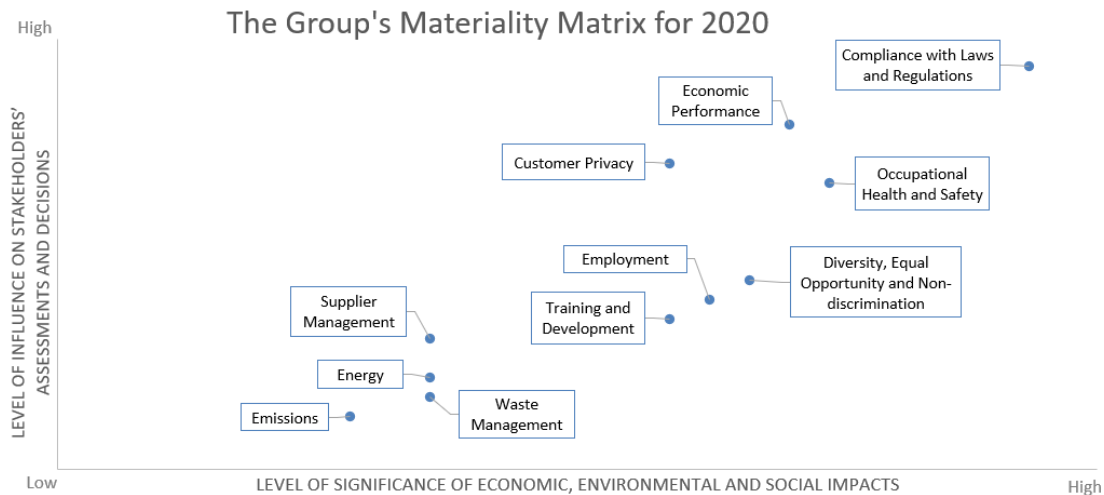 The Group's Materiality Matrix for 2020
High
LEVEL OF INFLUENCE ON STAKEHOLDERS'
ASSESSMENTS AND DECISIONS
Compliance with Laws
and Regulations
Economic
Performance
Customer Privacy
Occupational
Health and Safety
Employment
Diversity, Equal
Opportunity and Non-
discrimination
Supplier
Management
Training and
Development
Energy
Waste
Management
Emissions
Low
LEVEL OF SIGNIFICANCE OF ECONOMIC, ENVIRONMENTAL AND SOCIAL IMPACTS
High